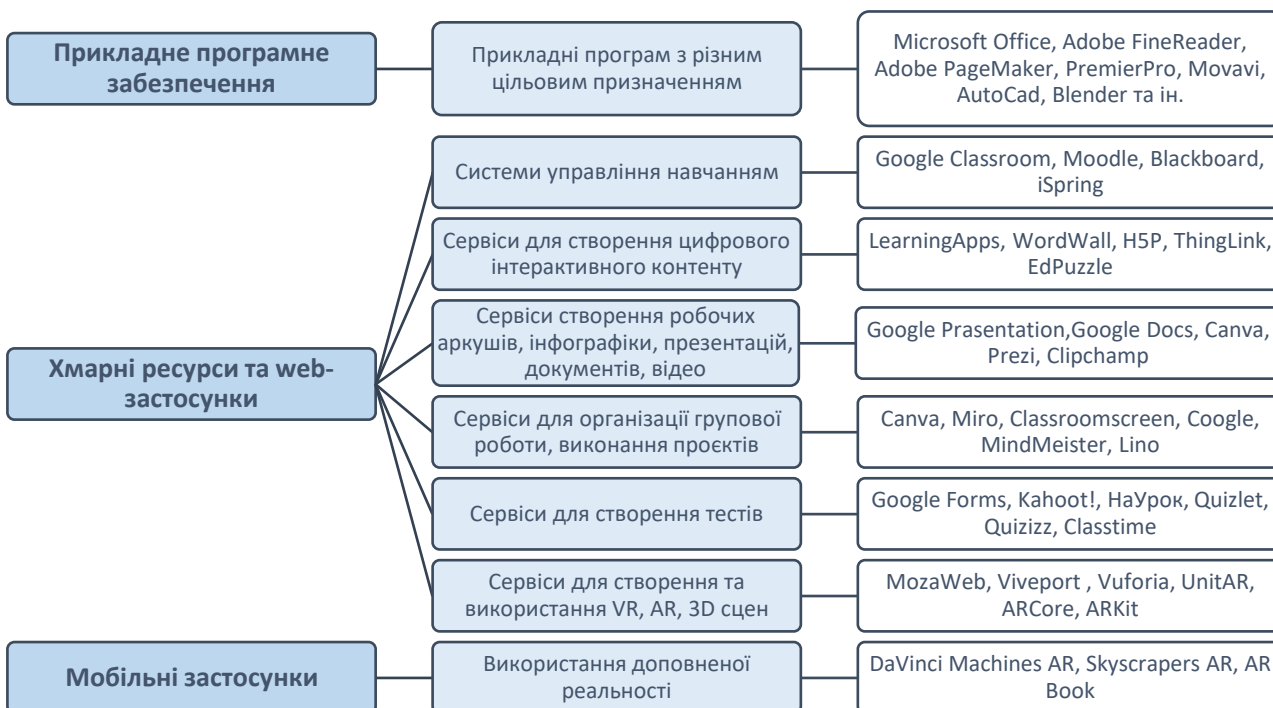 Прикладне програмне
забезпечення
Прикладні програм з різним
цільовим призначенням
Microsoft Office, Adobe FineReader,
Adobe PageMaker, PremierPro, Movavi,
AutoCad, Blender та ін.
Хмарні ресурси та web-
застосунки
Системи управління навчанням
Google Classroom, Moodle, Blackboard,
iSpring
Сервіси для створення цифрового
інтерактивного контенту
LearningApps, WordWall, H5P, ThingLink,
EdPuzzle
Сервіси створення робочих
аркушів, інфографіки, презентацій,
документів, відео
Google Prasentation,Google Docs, Canva,
Prezi, Clipchamp
Сервіси для організації групової
роботи, виконання проєктів
Canva, Miro, Classroomscreen, Coogle,
MindMeister, Lino
Сервіси для створення тестів
Google Forms, Kahoot!, НаУрок, Quizlet,
Quizizz, Classtime
Сервіси для створення та
використання VR, AR, 3D сцен
MozaWeb, Viveport , Vuforia, UnitAR,
ARCore, ARKit
Мобільні застосунки
Використання доповненої
реальності
DaVinci Machines AR, Skyscrapers AR, AR
Book